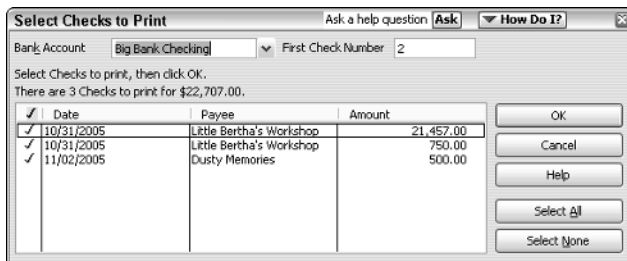 Select Checks to Print Ask a help question Ask How Do I?
Bank Account Big Bank Checking First Check Number 2
Select Checks to print, then click OK.
There are 3 Checks to print for $22,707.00.
✓ Date Payee Amount
✓ 10/31/2005 Little Bertha's Workshop 21,457.00
✓ 10/31/2005 Little Bertha's Workshop 750.00
✓ 11/02/2005 Dusty Memories 500.00
OK
Cancel
Help
Select All
Select None